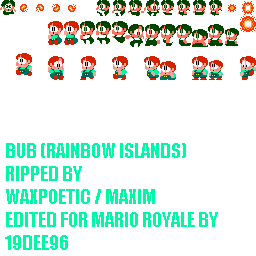 BUB (RAINBOW ISLANDS)
RIPPED BY
WAXPOETIC / MAXIM
EDITED FOR MARIO ROYALE BY
19DEE96